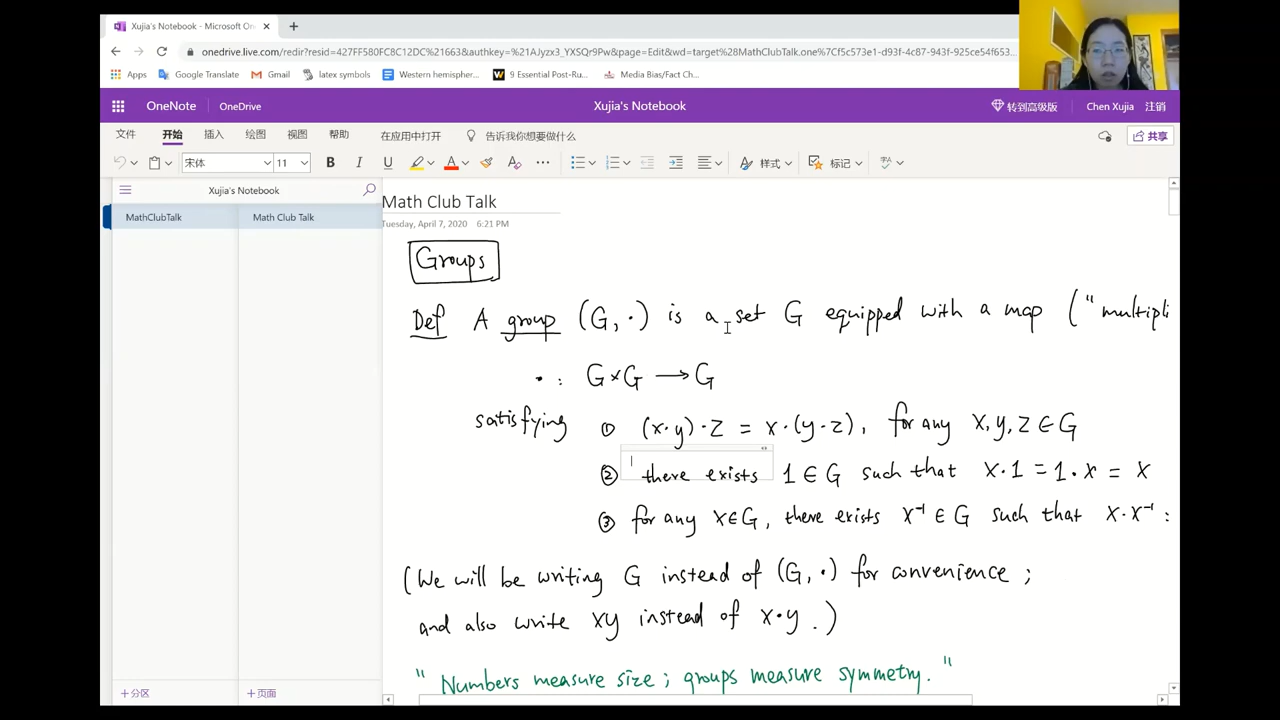 Xujia's Notebook - Microsoft On
onedrive.live.com/redir?resid=427FF580FC8C12DC%21663&authkey=%21AJyzx3_YXSQr9Pw&page=Edit&wd=target%28MathClubTalk.one%7Cf5c573e1-d93f-4c87-943f-925ce54f653...
Apps Google Translate Gmail latex symbols Western hemispher... 9 Essential Post-Ru... Media Bias/Fact Ch...
OneNote OneDrive Xujia's Notebook 转到高级版 Chen Xujia 注销
文件 开始 插入 绘图 视图 帮助 在应用中打开 告诉我你想要做什么 共享
宋体 11 B I U A 样式 标记
Xujia's Notebook
MathClubTalk Math Club Talk
Math Club Talk
Tuesday, April 7, 2020 6:21 PM
Groups
Def A group (G, ·) is a set G equipped with a map ("multipli
· : G×G → G
satisfying ① (x·y)·z = x·(y·z), for any x,y,z ∈ G
② there exists 1 ∈ G such that x·1 = 1·x = x
③ for any x∈G, there exists x⁻¹ ∈ G such that x·x⁻¹ =
(We will be writing G instead of (G, ·) for convenience ;
and also write xy instead of x·y .)
" Numbers measure size ; groups measure symmetry. "
+分区 +页面